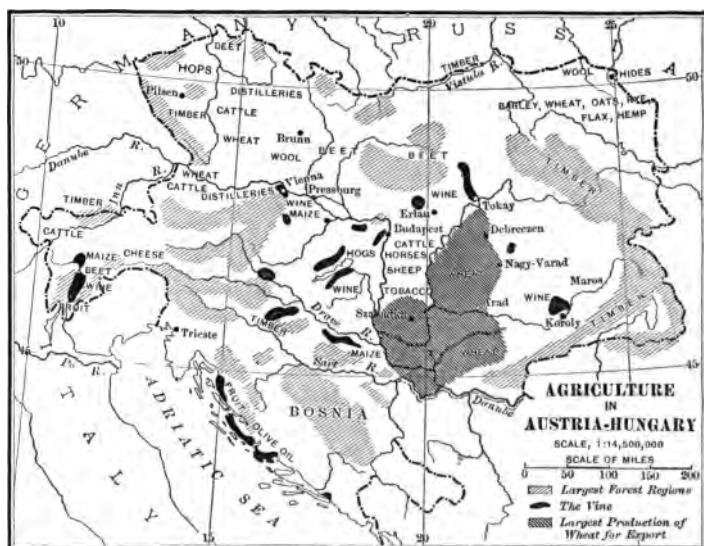 10
20
25
50
50
GERMANY
RUSSIA
BEET
HOPS
Pilsen
DISTILLERIES
TIMBER
CATTLE
WHEAT
Brunn
WOOL
TIMBER
Vistula R.
WOOL
HIDES
BARLEY, WHEAT, OATS, RYE,
FLAX, HEMP
BEET
BEET
TIMBER
Danube R.
Inn R.
WHEAT
CATTLE
DISTILLERIES
Vienna
Pressburg
WINE
MAIZE
TIMBER
CATTLE
WINE
Tokay
Erlau
Budapest
Debreczen
CATTLE
HORSES
SHEEP
HOGS
WINE
TOBACCO
WHEAT
Nagy-Varad
Maros
MAIZE
CHEESE
BEET
WINE
FRUIT
Arad
WINE
Koroly
TIMBER
Drave R.
TIMBER
Trieste
MAIZE
WHEAT
Save R.
45
45
Po R.
Danube
BOSNIA
FRUIT
OLIVE OIL
ADRIATIC SEA
ITALY
15
20
AGRICULTURE
IN
AUSTRIA-HUNGARY
SCALE, 1:14,500,000
SCALE OF MILES
0 50 100 150 200
Largest Forest Regions
The Vine
Largest Production of
Wheat for Export